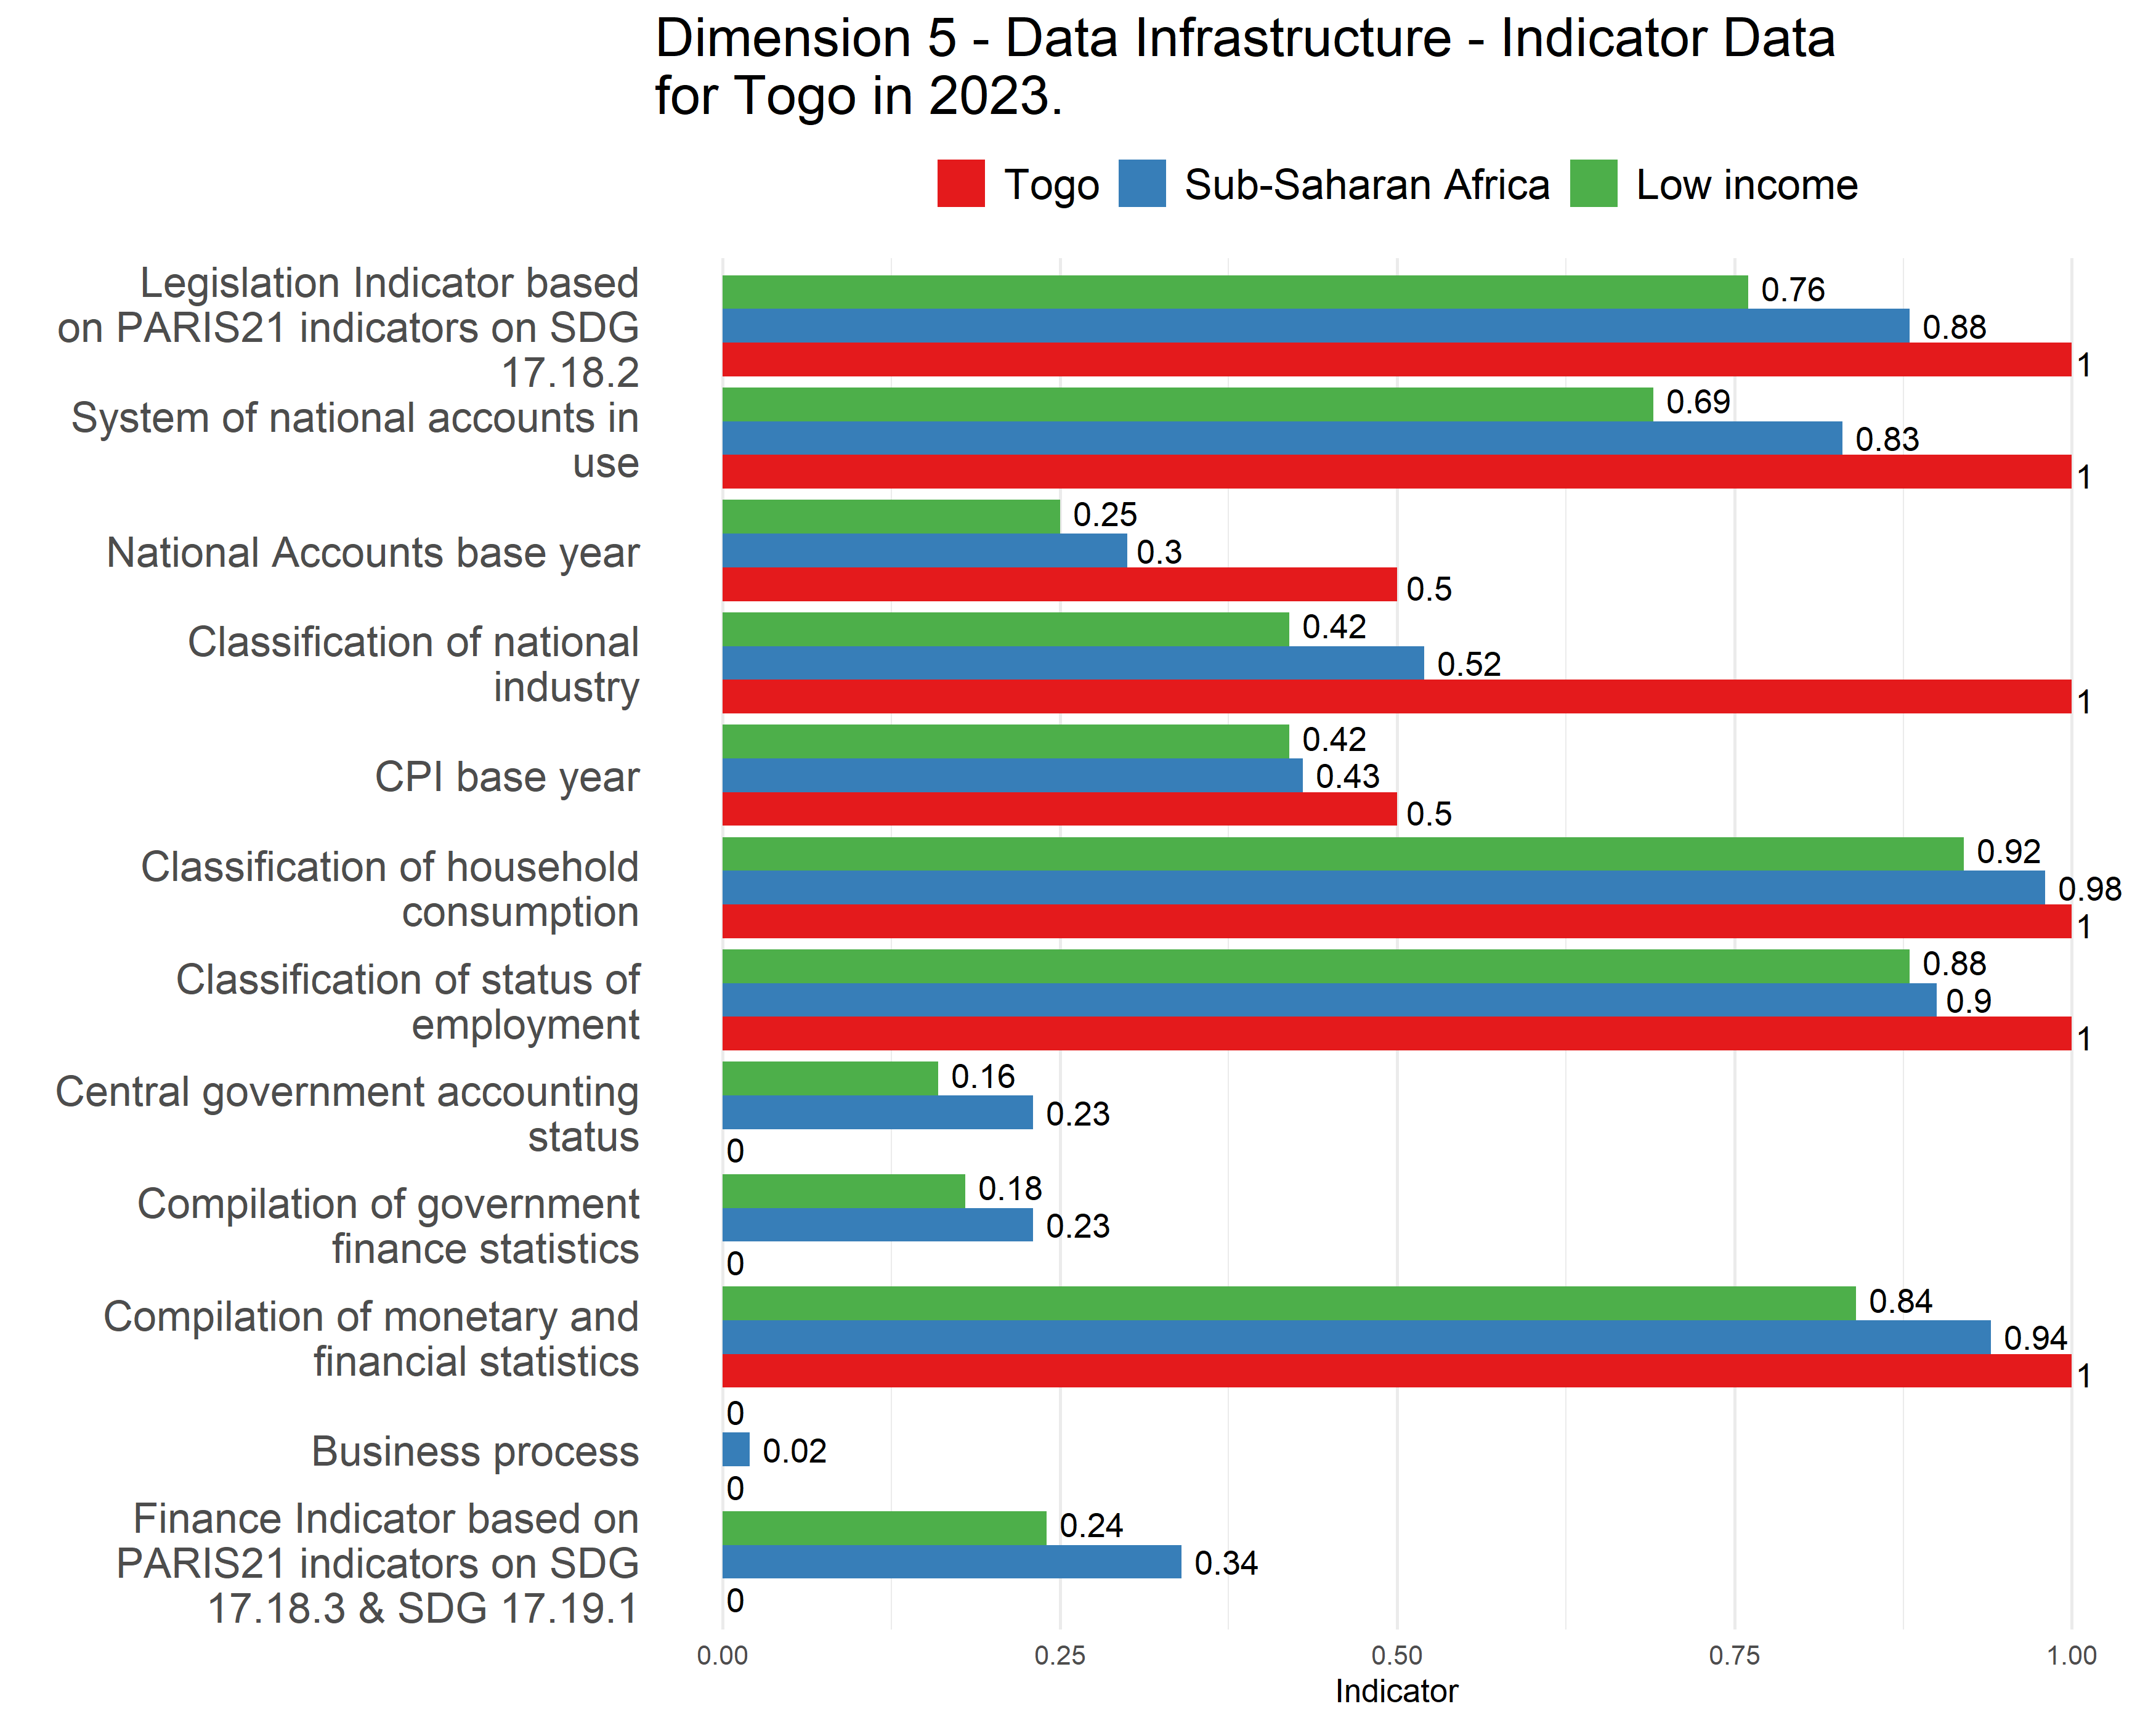 Dimension 5 - Data Infrastructure - Indicator Data
for Togo in 2023.
Togo
Sub-Saharan Africa
Low income
Legislation Indicator based
on PARIS21 indicators on SDG
17.18.2
0.76
0.88
1
System of national accounts in
use
0.69
0.83
1
National Accounts base year
0.25
0.3
0.5
Classification of national
industry
0.42
0.52
1
CPI base year
0.42
0.43
0.5
Classification of household
consumption
0.92
0.98
1
Classification of status of
employment
0.88
0.9
1
Central government accounting
status
0.16
0.23
0
Compilation of government
finance statistics
0.18
0.23
0
Compilation of monetary and
financial statistics
0.84
0.94
1
Business process
0
0.02
0
Finance Indicator based on
PARIS21 indicators on SDG
17.18.3 & SDG 17.19.1
0.24
0.34
0
0.00
0.25
0.50
0.75
1.00
Indicator